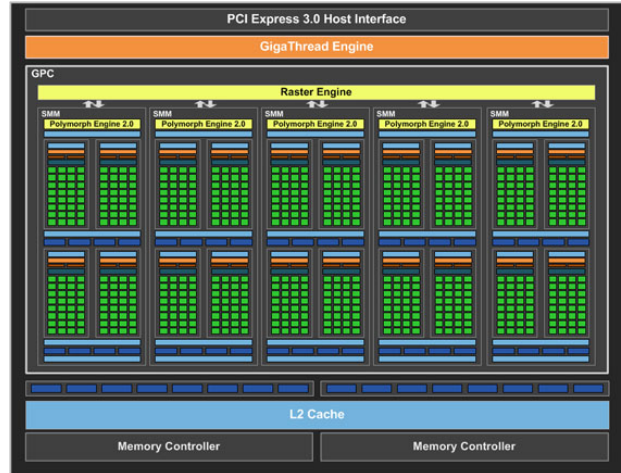 PCI Express 3.0 Host Interface
GigaThread Engine
GPC
Raster Engine
SMM
SMM
SMM
SMM
SMM
Polymorph Engine 2.0
Polymorph Engine 2.0
Polymorph Engine 2.0
Polymorph Engine 2.0
Polymorph Engine 2.0
L2 Cache
Memory Controller
Memory Controller